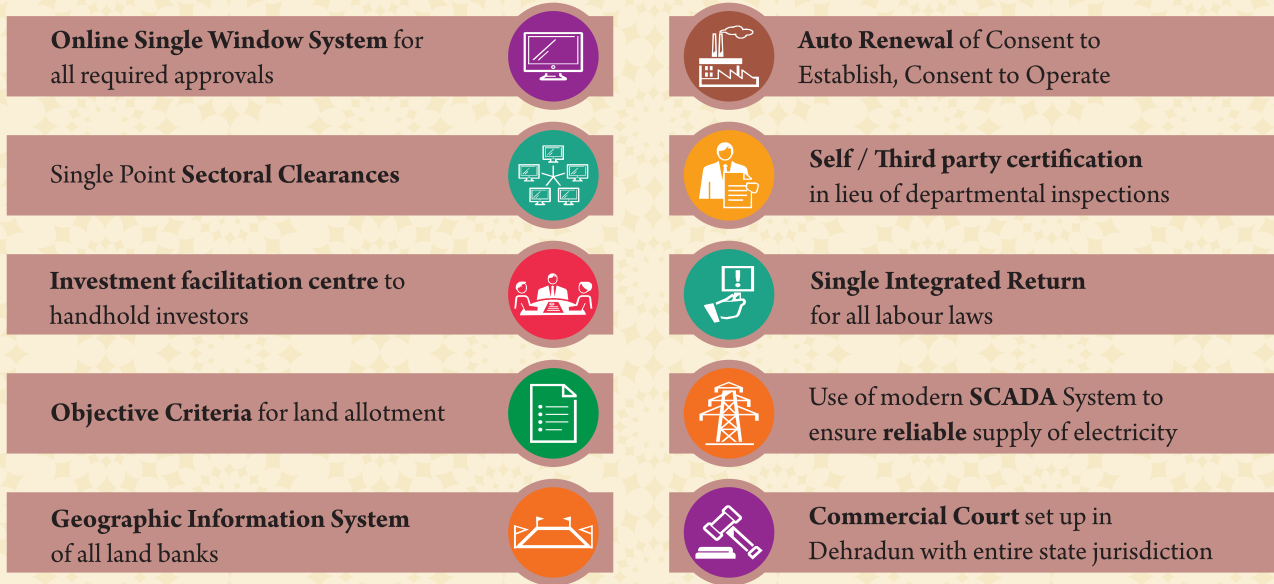 Online Single Window System for
all required approvals
Single Point Sectoral Clearances
Investment facilitation centre to
handhold investors
Objective Criteria for land allotment
Geographic Information System
of all land banks
Auto Renewal of Consent to
Establish, Consent to Operate
Self / Third party certification
in lieu of departmental inspections
Single Integrated Return
for all labour laws
Use of modern SCADA System to
ensure reliable supply of electricity
Commercial Court set up in
Dehradun with entire state jurisdiction